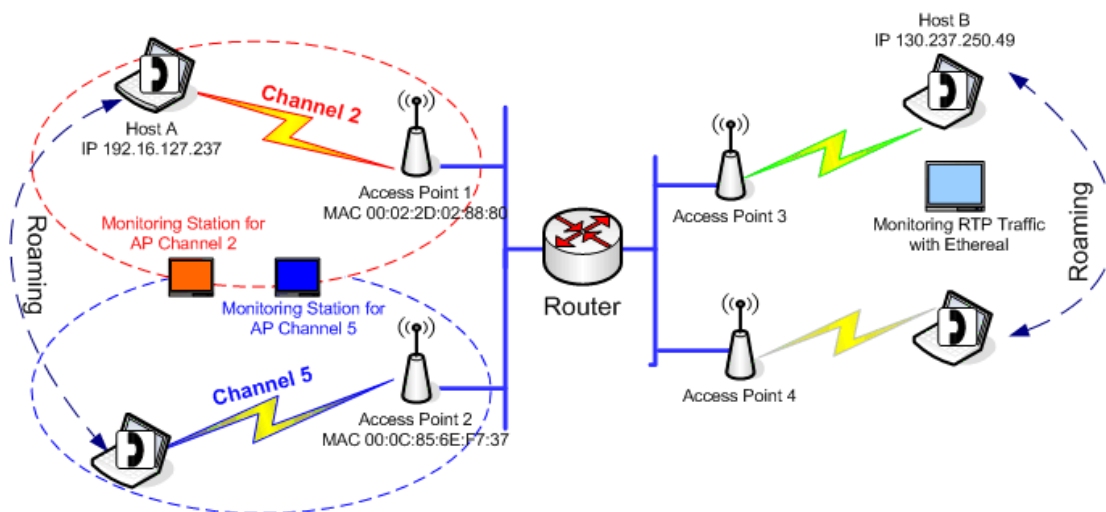 Host B
IP 130.237.250.49
Channel 2
Host A
IP 192.16.127.237
Access Point 1
MAC 00:02:2D:02:88:80
Access Point 3
Monitoring RTP Traffic
with Ethereal
Roaming
Roaming
Monitoring Station for
AP Channel 2
Monitoring Station for
AP Channel 5
Router
Channel 5
Access Point 2
MAC 00:0C:85:6E:F7:37
Access Point 4